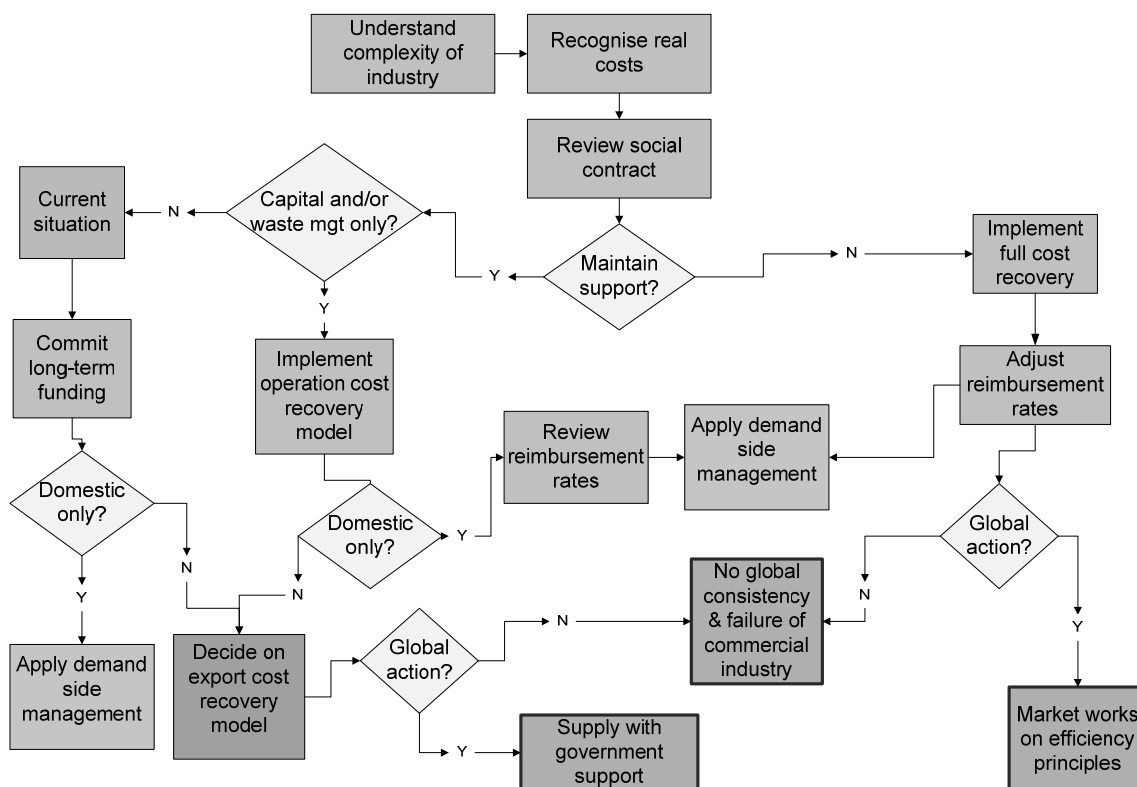 Understand
complexity of
industry
Recognise real
costs
Review social
contract
Current
situation
N
Capital and/or
waste mgt only?
Y
Maintain
support?
N
Implement
full cost
recovery
Y
Commit
long-term
funding
Implement
operation cost
recovery
model
Adjust
reimbursement
rates
Review
reimbursement
rates
Apply demand
side
management
Domestic
only?
Domestic
only?
Y
Global
action?
N
N
Y
No global
consistency
& failure of
commercial
industry
N
Y
Apply demand
side
management
Decide on
export cost
recovery
model
Global
action?
N
Y
Supply with
government
support
Market works
on efficiency
principles